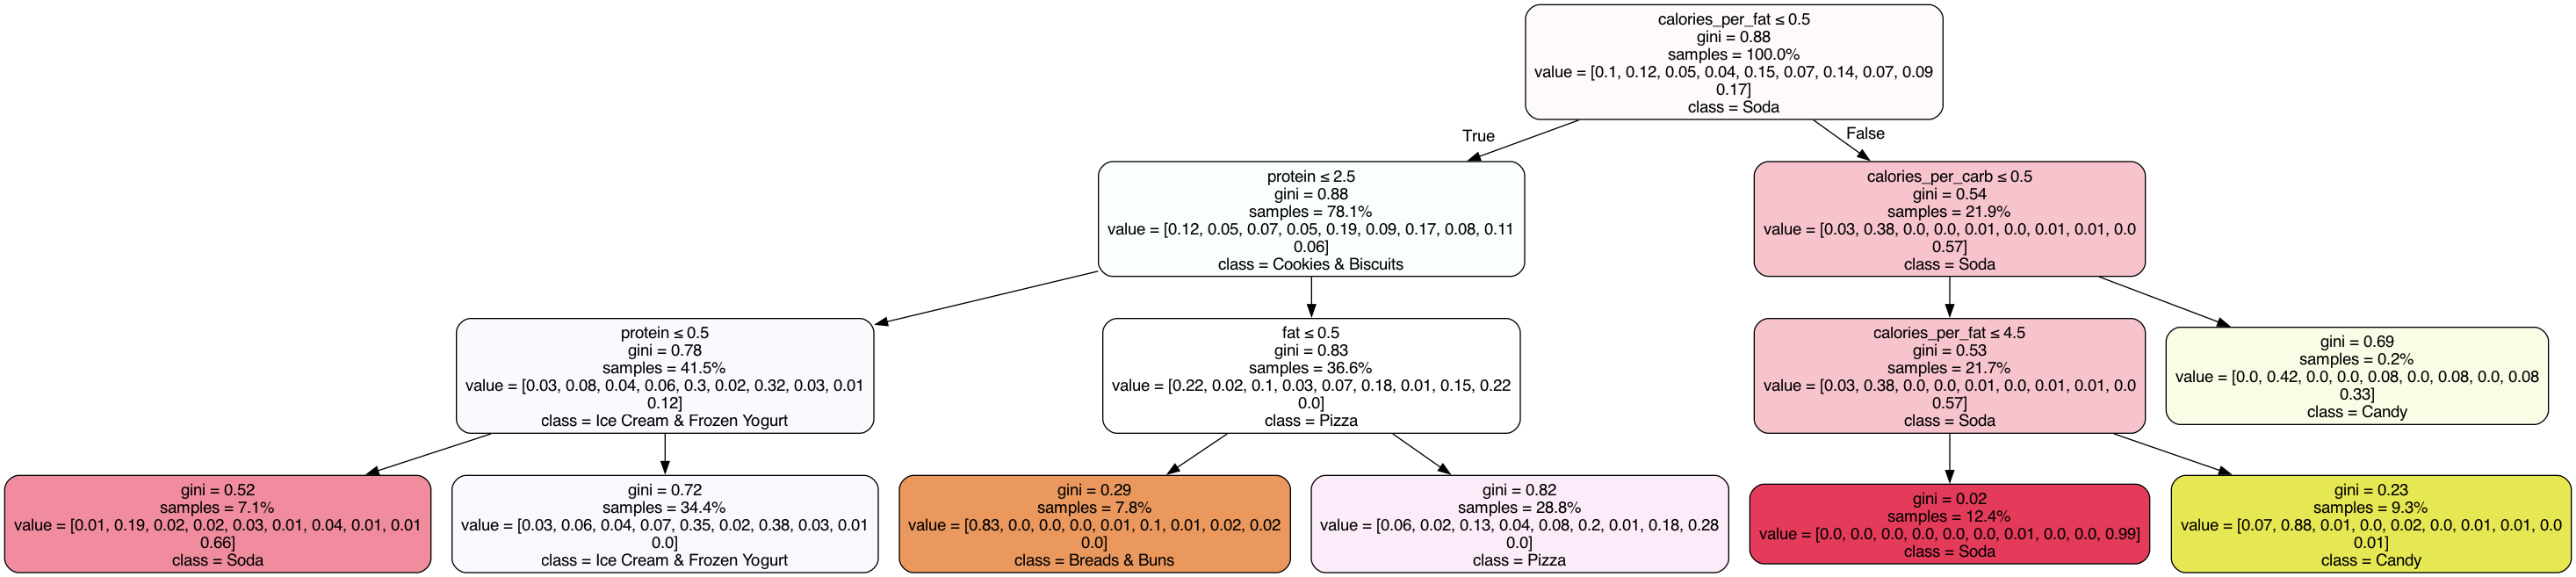 calories_per_fat ≤ 0.5
gini = 0.88
samples = 100.0%
value = [0.1, 0.12, 0.05, 0.04, 0.15, 0.07, 0.14, 0.07, 0.09
0.17]
class = Soda
True
False
protein ≤ 2.5
gini = 0.88
samples = 78.1%
value = [0.12, 0.05, 0.07, 0.05, 0.19, 0.09, 0.17, 0.08, 0.11
0.06]
class = Cookies & Biscuits
calories_per_carb ≤ 0.5
gini = 0.54
samples = 21.9%
value = [0.03, 0.38, 0.0, 0.0, 0.01, 0.0, 0.01, 0.01, 0.0
0.57]
class = Soda
protein ≤ 0.5
gini = 0.78
samples = 41.5%
value = [0.03, 0.08, 0.04, 0.06, 0.3, 0.02, 0.32, 0.03, 0.01
0.12]
class = Ice Cream & Frozen Yogurt
fat ≤ 0.5
gini = 0.83
samples = 36.6%
value = [0.22, 0.02, 0.1, 0.03, 0.07, 0.18, 0.01, 0.15, 0.22
0.0]
class = Pizza
calories_per_fat ≤ 4.5
gini = 0.53
samples = 21.7%
value = [0.03, 0.38, 0.0, 0.0, 0.01, 0.0, 0.01, 0.01, 0.0
0.57]
class = Soda
gini = 0.69
samples = 0.2%
value = [0.0, 0.42, 0.0, 0.0, 0.08, 0.0, 0.08, 0.0, 0.08
0.33]
class = Candy
gini = 0.52
samples = 7.1%
value = [0.01, 0.19, 0.02, 0.02, 0.03, 0.01, 0.04, 0.01, 0.01
0.66]
class = Soda
gini = 0.72
samples = 34.4%
value = [0.03, 0.06, 0.04, 0.07, 0.35, 0.02, 0.38, 0.03, 0.01
0.0]
class = Ice Cream & Frozen Yogurt
gini = 0.29
samples = 7.8%
value = [0.83, 0.0, 0.0, 0.0, 0.01, 0.1, 0.01, 0.02, 0.02
0.0]
class = Breads & Buns
gini = 0.82
samples = 28.8%
value = [0.06, 0.02, 0.13, 0.04, 0.08, 0.2, 0.01, 0.18, 0.28
0.0]
class = Pizza
gini = 0.02
samples = 12.4%
value = [0.0, 0.0, 0.0, 0.0, 0.0, 0.0, 0.01, 0.0, 0.0, 0.99]
class = Soda
gini = 0.23
samples = 9.3%
value = [0.07, 0.88, 0.01, 0.0, 0.02, 0.0, 0.01, 0.01, 0.0
0.01]
class = Candy